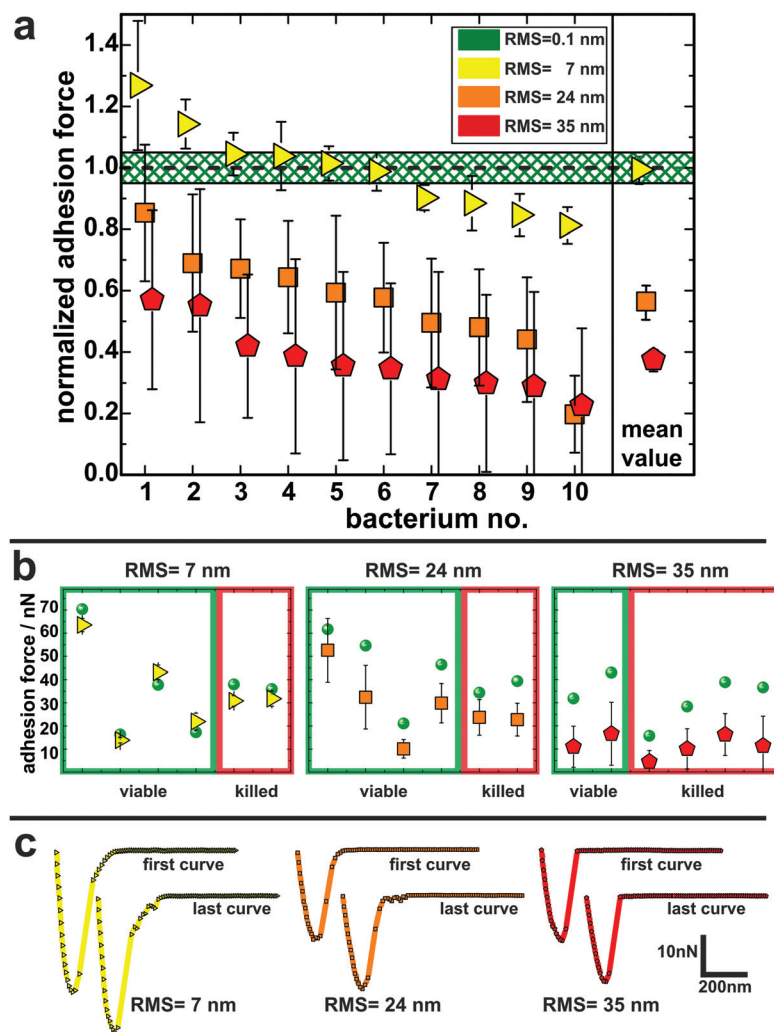 a
normalized adhesion force
1.4
1.2
1.0
0.8
0.6
0.4
0.2
0.0
RMS=0.1 nm
RMS= 7 nm
RMS= 24 nm
RMS= 35 nm
mean
value
1 2 3 4 5 6 7 8 9 10
bacterium no.
b
RMS= 7 nm RMS= 24 nm RMS= 35 nm
adhesion force / nN
70
60
50
40
30
20
10
viable killed viable killed viable killed
c
first curve first curve first curve
last curve last curve last curve
10nN
200nm
RMS= 7 nm RMS= 24 nm RMS= 35 nm